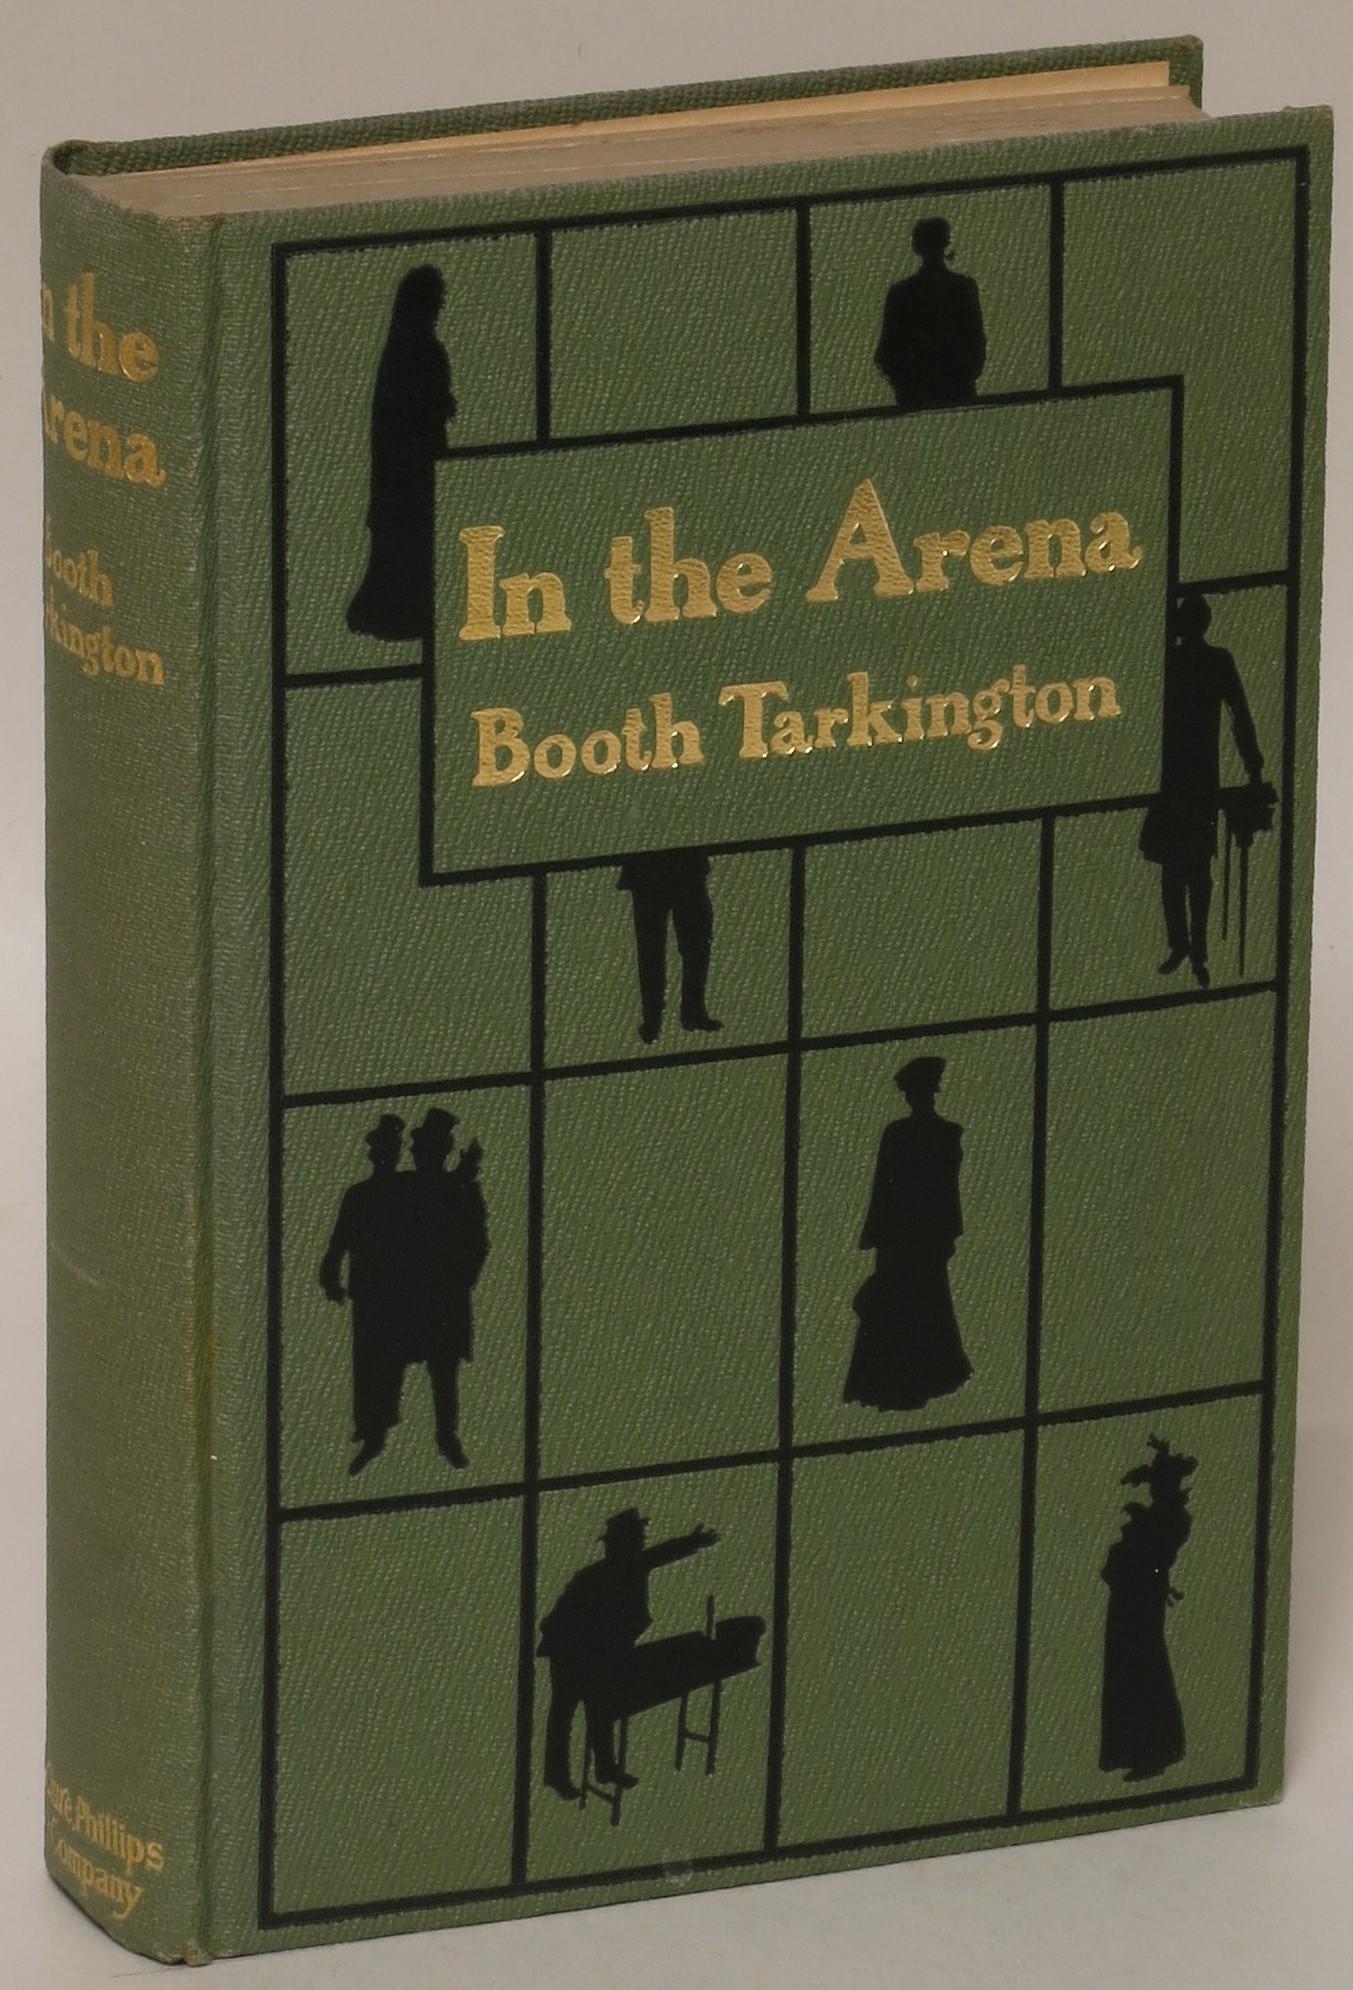 In the Arena
Booth Tarkington
the
Arena
Booth
Tarkington
Phillips
Company